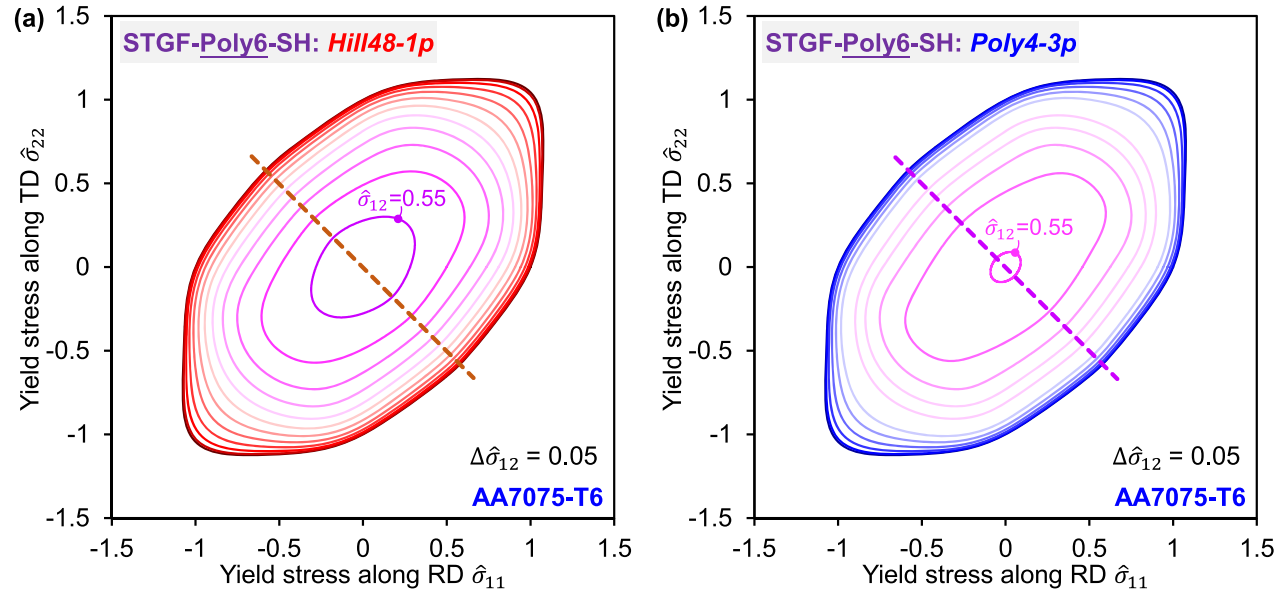 (a)
STGF-Poly6-SH: Hill48-1p
Yield stress along TD σ̂₂₂
1.5
1
0.5
0
-0.5
-1
-1.5
σ̂₁₂=0.55
Δσ̂₁₂ = 0.05
AA7075-T6
-1.5 -1 -0.5 0 0.5 1 1.5
Yield stress along RD σ̂₁₁
(b)
STGF-Poly6-SH: Poly4-3p
Yield stress along TD σ̂₂₂
1.5
1
0.5
0
-0.5
-1
-1.5
σ̂₁₂=0.55
Δσ̂₁₂ = 0.05
AA7075-T6
-1.5 -1 -0.5 0 0.5 1 1.5
Yield stress along RD σ̂₁₁